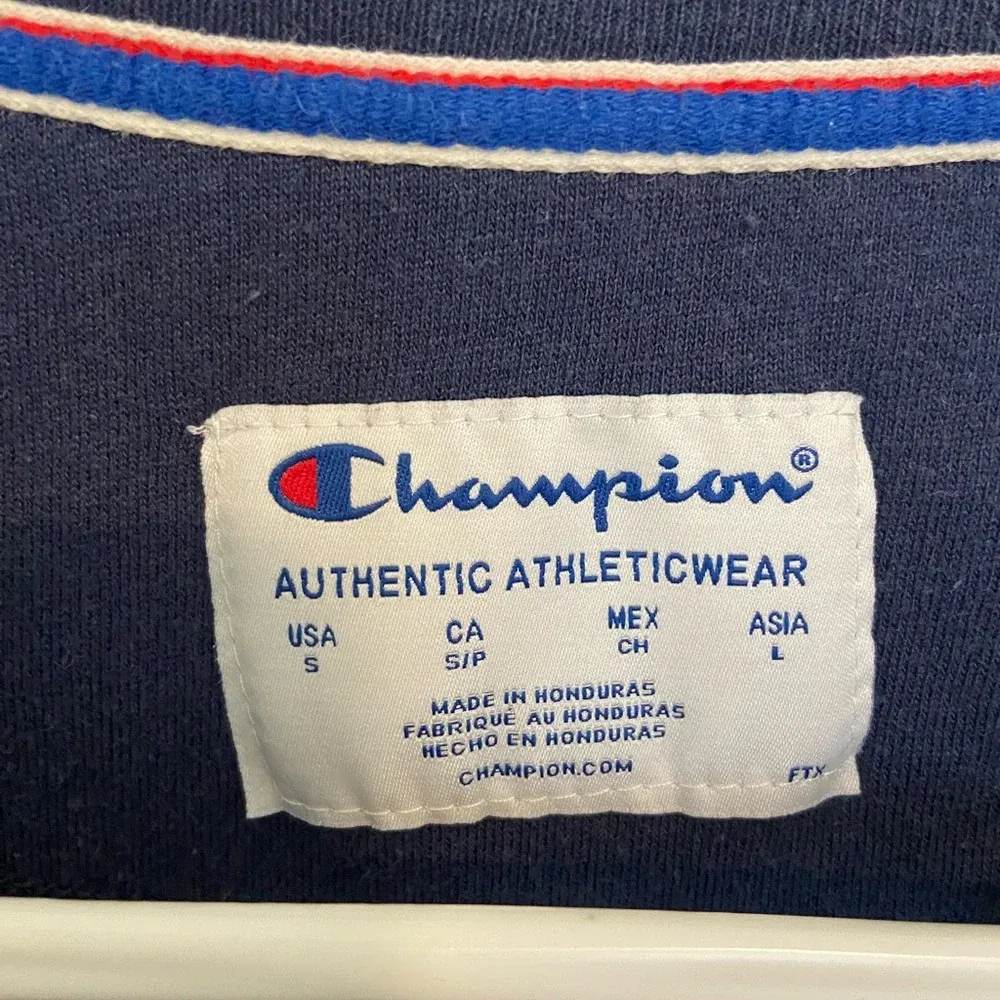 Champion®
AUTHENTIC ATHLETICWEAR
USA CA MEX ASIA
S S/P CH L
MADE IN HONDURAS
FABRIQUÉ AU HONDURAS
HECHO EN HONDURAS
CHAMPION.COM
FTX